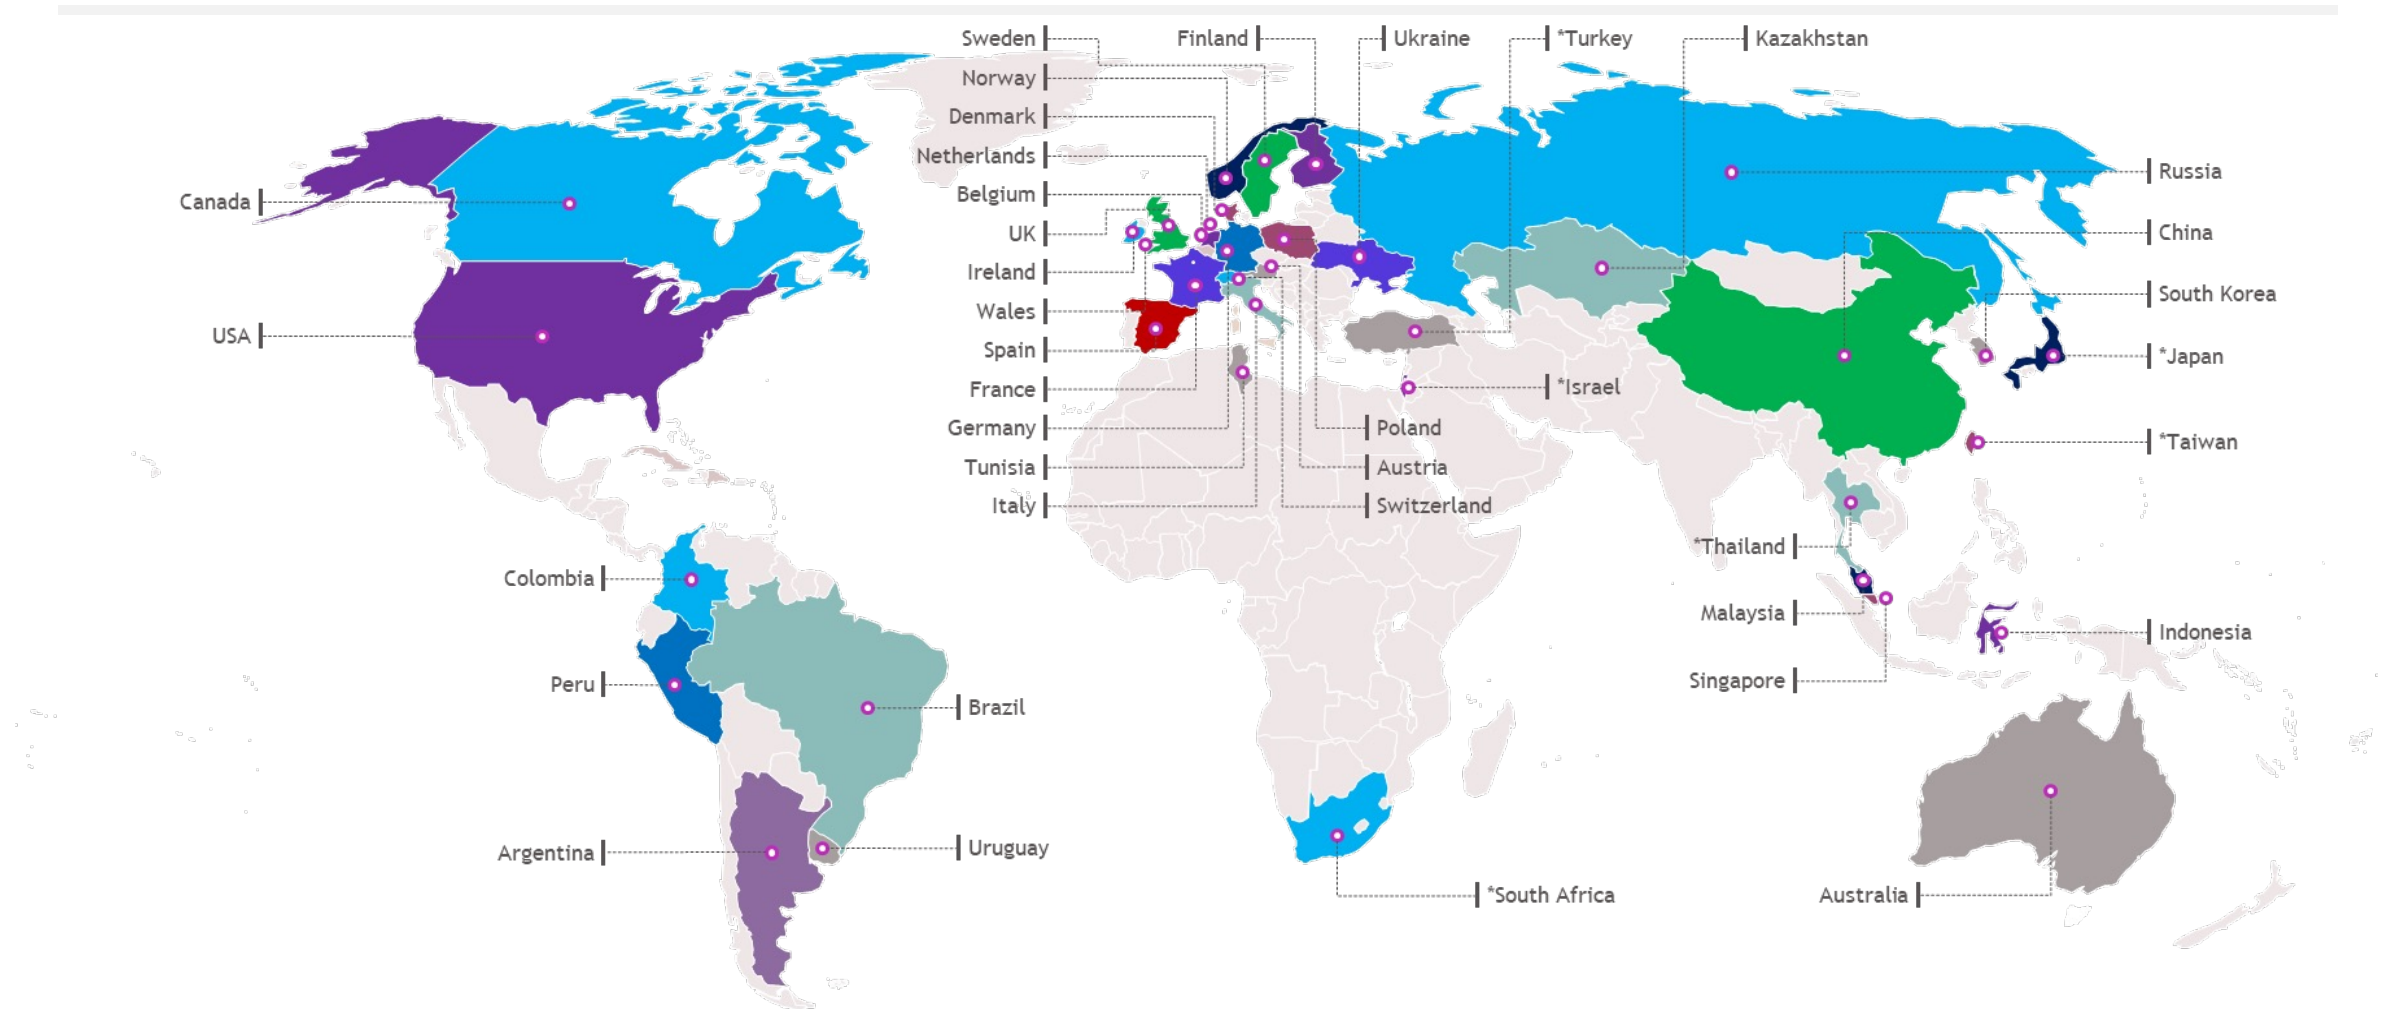 Sweden
Finland
Ukraine
*Turkey
Kazakhstan
Norway
Denmark
Netherlands
Belgium
UK
Ireland
Wales
Spain
France
Germany
Tunisia
Italy
Canada
USA
Russia
China
South Korea
*Japan
*Israel
*Taiwan
Poland
Austria
Switzerland
*Thailand
Malaysia
Singapore
Indonesia
Colombia
Peru
Brazil
Argentina
Uruguay
*South Africa
Australia